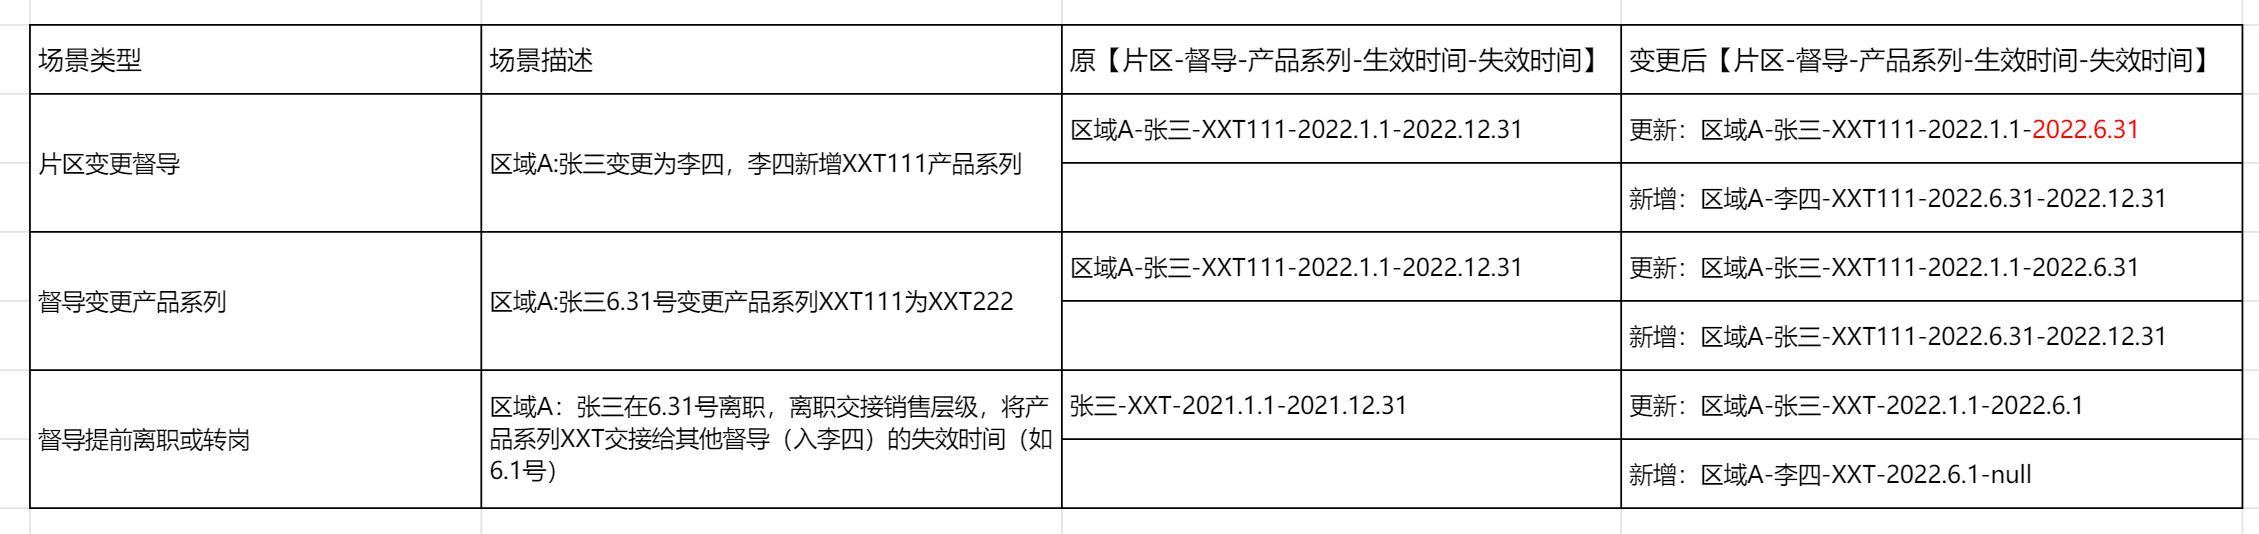 场景类型
场景描述
原【片区-督导-产品系列-生效时间-失效时间】
变更后【片区-督导-产品系列-生效时间-失效时间】
片区变更督导
区域A:张三变更为李四，李四新增XXT111产品系列
区域A-张三-XXT111-2022.1.1-2022.12.31
更新：区域A-张三-XXT111-2022.1.1-2022.6.31
新增：区域A-李四-XXT111-2022.6.31-2022.12.31
督导变更产品系列
区域A:张三6.31号变更产品系列XXT111为XXT222
区域A-张三-XXT111-2022.1.1-2022.12.31
更新：区域A-张三-XXT111-2022.1.1-2022.6.31
新增：区域A-张三-XXT111-2022.6.31-2022.12.31
督导提前离职或转岗
区域A：张三在6.31号离职，离职交接销售层级，将产
品系列XXT交接给其他督导（入李四）的失效时间（如
6.1号）
张三-XXT-2021.1.1-2021.12.31
更新：区域A-张三-XXT-2022.1.1-2022.6.1
新增：区域A-李四-XXT-2022.6.1-null